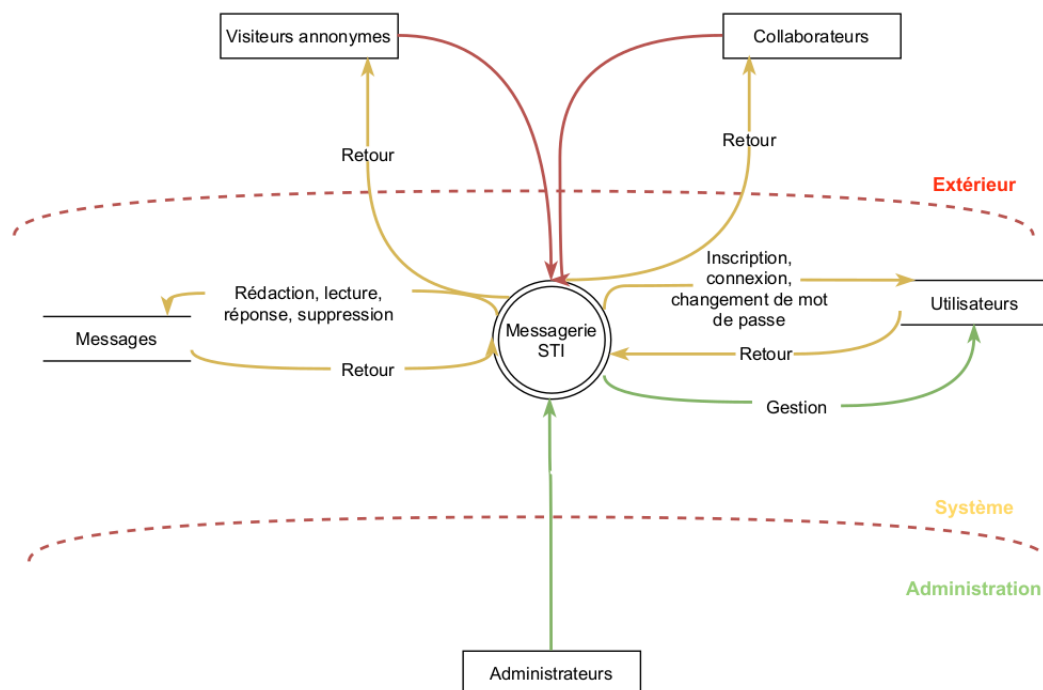 Visiteurs annonymes
Collaborateurs
Retour
Retour
Extérieur
Rédaction, lecture,
réponse, suppression
Inscription,
connexion,
changement de mot
de passe
Messages
Messagerie
STI
Utilisateurs
Retour
Retour
Gestion
Système
Administration
Administrateurs